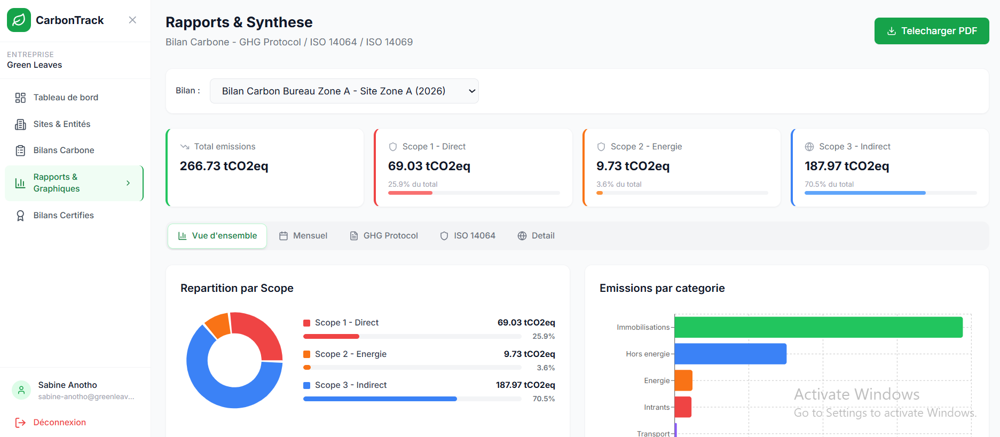 CarbonTrack
ENTREPRISE
Green Leaves
Tableau de bord
Sites & Entités
Bilans Carbone
Rapports &
Graphiques
Bilans Certifies
Sabine Anotho
sabine-anotho@greenleav...
Déconnexion
Rapports & Synthese
Bilan Carbone - GHG Protocol / ISO 14064 / ISO 14069
Telecharger PDF
Bilan :
Bilan Carbon Bureau Zone A - Site Zone A (2026)
Total emissions
266.73 tCO2eq
Scope 1 - Direct
69.03 tCO2eq
25.9% du total
Scope 2 - Energie
9.73 tCO2eq
3.6% du total
Scope 3 - Indirect
187.97 tCO2eq
70.5% du total
Vue d'ensemble
Mensuel
GHG Protocol
ISO 14064
Detail
Repartition par Scope
Scope 1 - Direct
69.03 tCO2eq
25.9%
Scope 2 - Energie
9.73 tCO2eq
3.6%
Scope 3 - Indirect
187.97 tCO2eq
70.5%
Emissions par categorie
Immobilisations
Hors energie
Energie
Intrants
Transport
Activate Windows
Go to Settings to activate Windows.